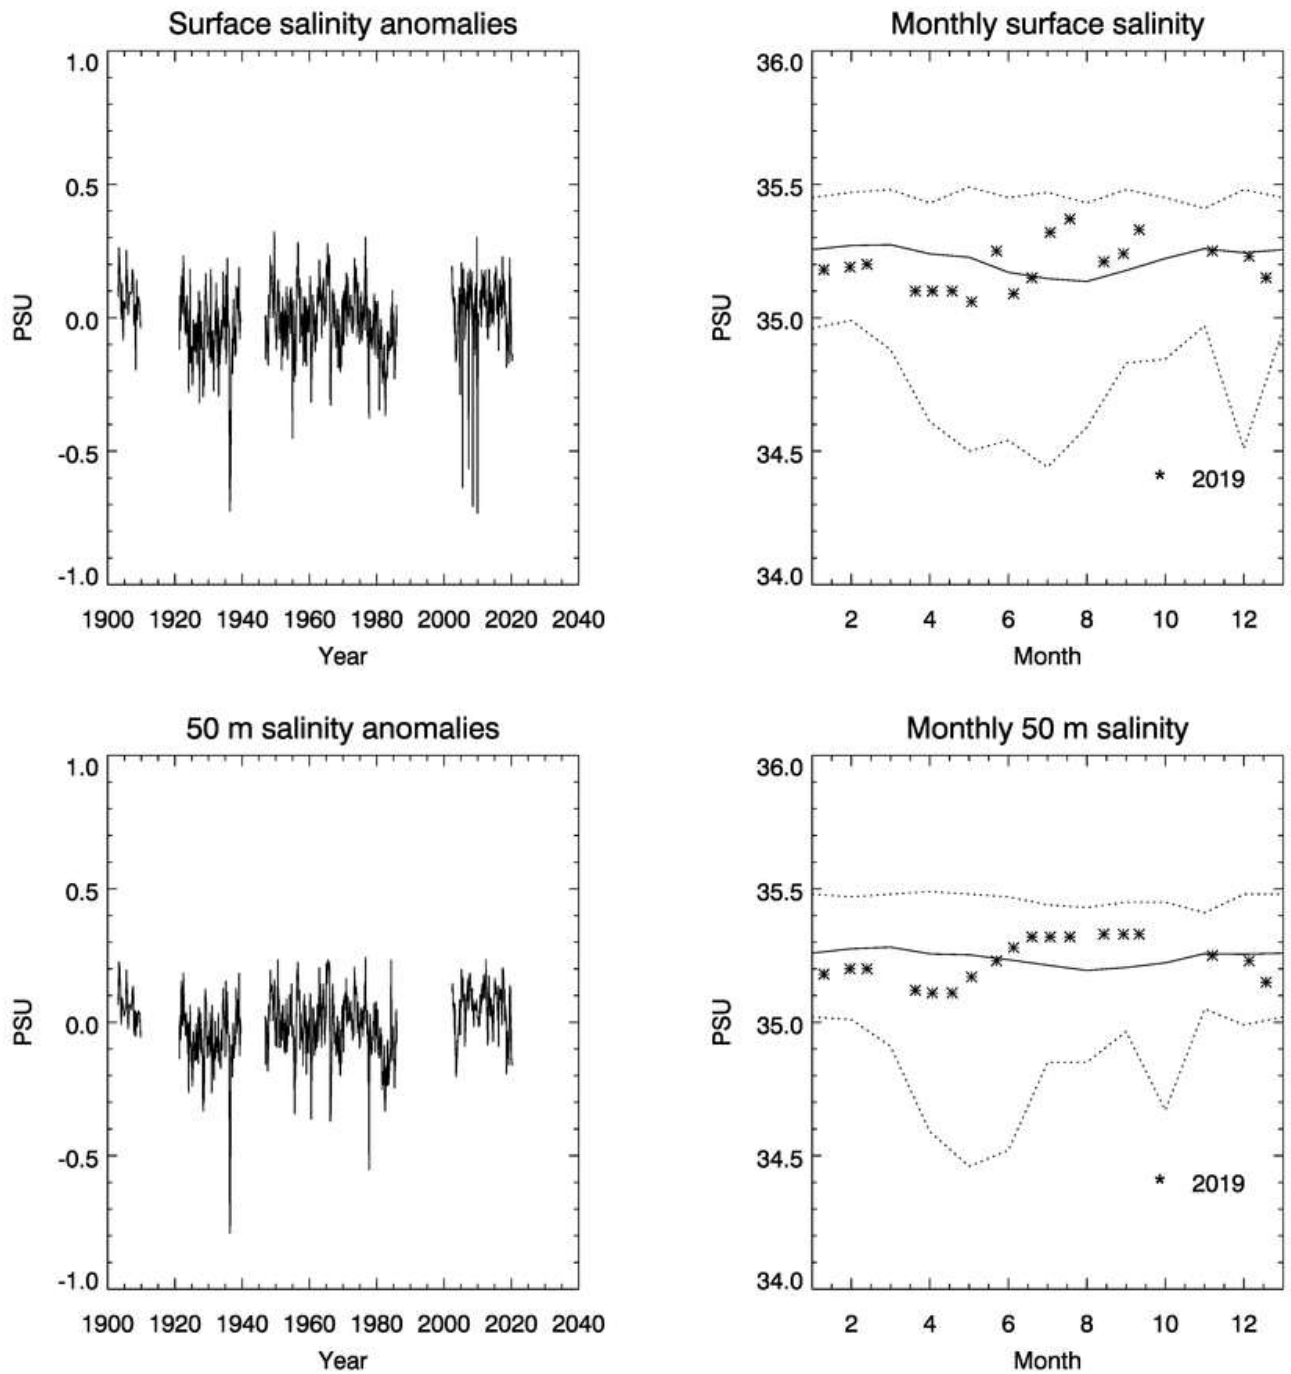 Surface salinity anomalies
1.0
0.5
0.0
-0.5
-1.0
PSU
1900 1920 1940 1960 1980 2000 2020 2040
Year
Monthly surface salinity
36.0
35.5
35.0
34.5
34.0
PSU
* 2019
2 4 6 8 10 12
Month
50 m salinity anomalies
1.0
0.5
0.0
-0.5
-1.0
PSU
1900 1920 1940 1960 1980 2000 2020 2040
Year
Monthly 50 m salinity
36.0
35.5
35.0
34.5
34.0
PSU
* 2019
2 4 6 8 10 12
Month